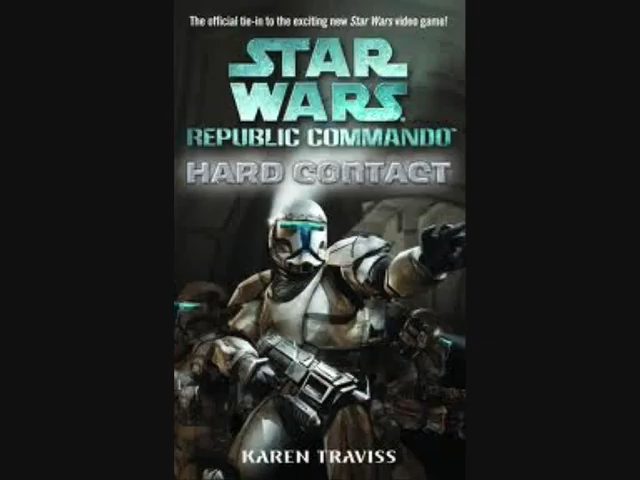 The official tie-in to the exciting new Star Wars video game!
STAR
WARS®
REPUBLIC COMMANDO™
HARD CONTACT
KAREN TRAVISS